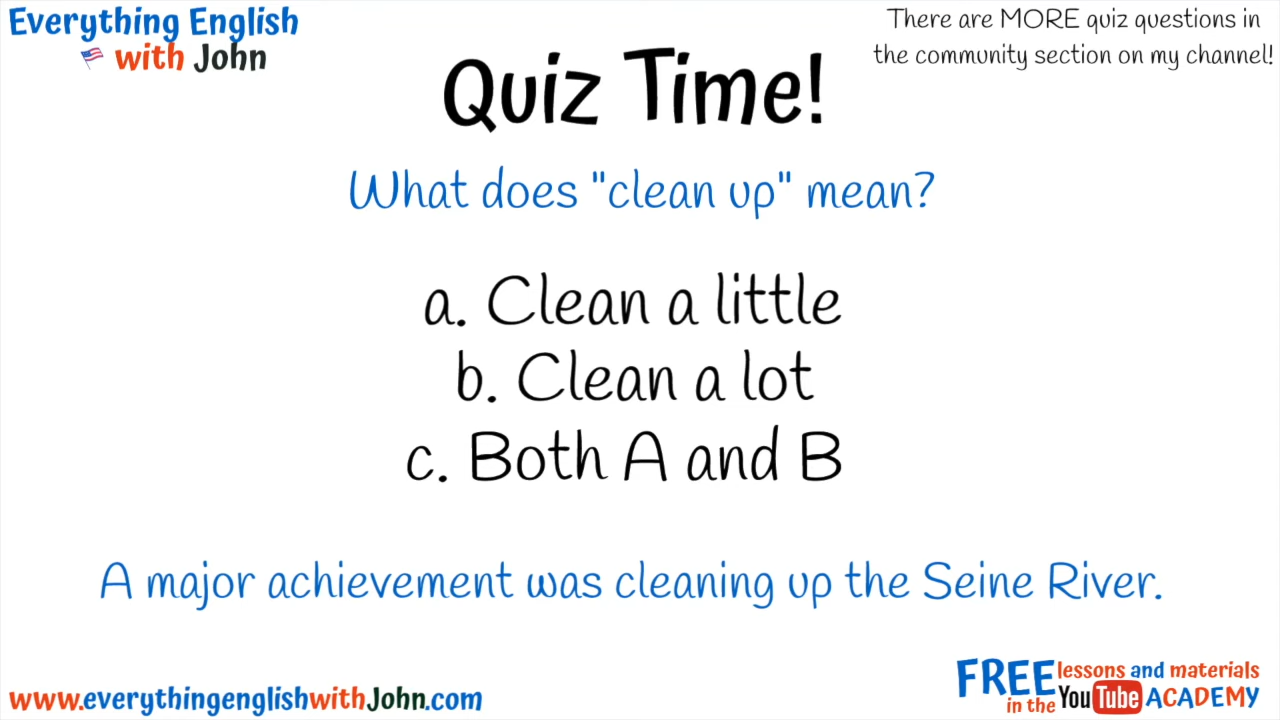 Everything English
with John
There are MORE quiz questions in
the community section on my channel!
Quiz Time!
What does "clean up" mean?
a. Clean a little
b. Clean a lot
c. Both A and B
A major achievement was cleaning up the Seine River.
www.everythingenglishwithJohn.com
FREE lessons and materials
in the YouTube ACADEMY